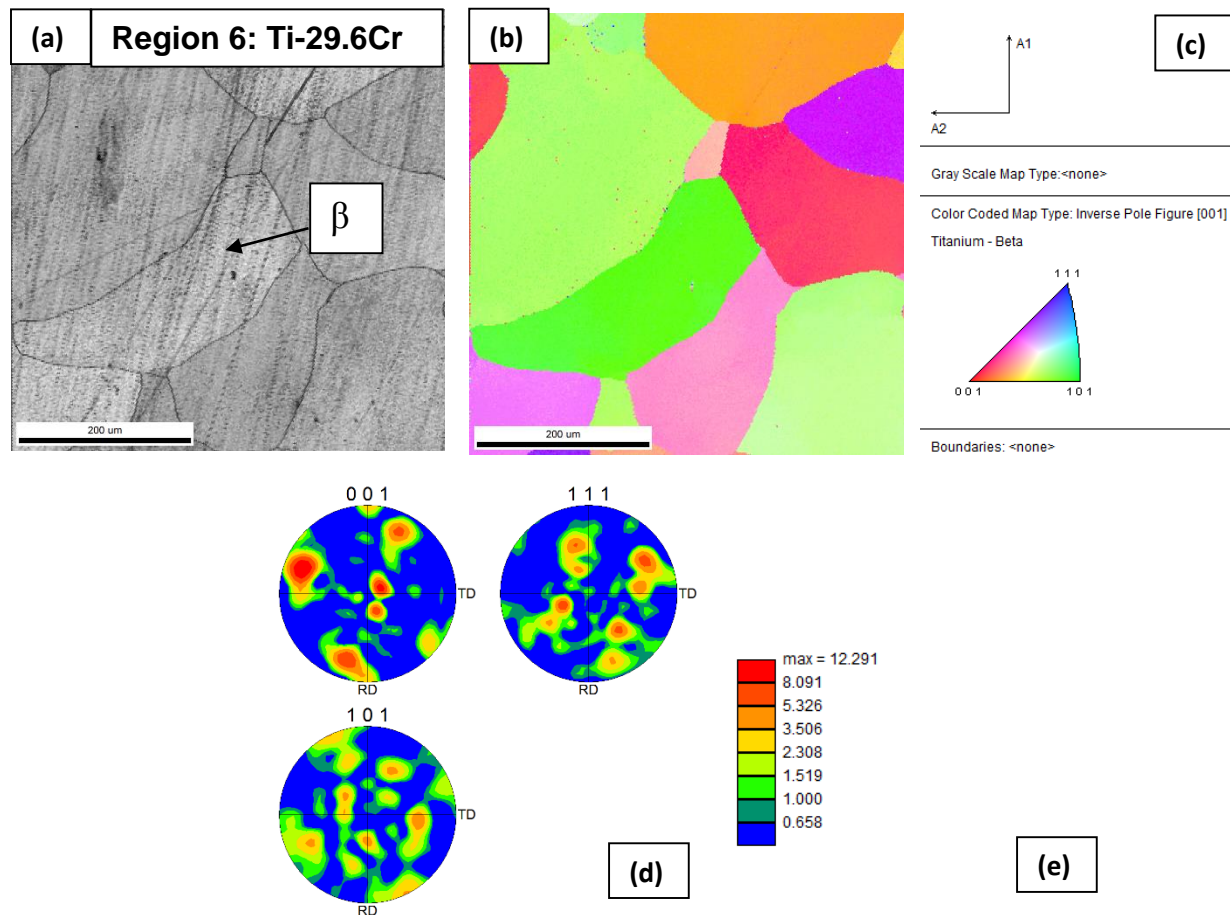 (a)
Region 6: Ti-29.6Cr
β
200 um
(b)
200 um
(c)
A1
A2
Gray Scale Map Type:<none>
Color Coded Map Type: Inverse Pole Figure [001]
Titanium - Beta
1 1 1
0 0 1
1 0 1
Boundaries: <none>
0 0 1
TD
RD
1 1 1
TD
RD
1 0 1
TD
RD
max = 12.291
8.091
5.326
3.506
2.308
1.519
1.000
0.658
(d)
(e)